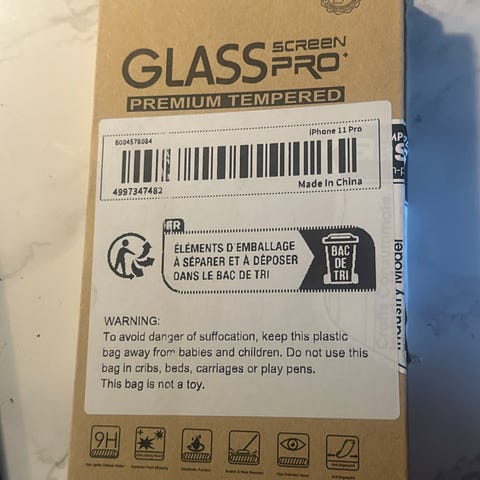 GLASS SCREEN PRO+
PREMIUM TEMPERED
6004578084
iPhone 11 Pro
4997347482
Made In China
ÉLÉMENTS D'EMBALLAGE
À SÉPARER ET À DÉPOSER
DANS LE BAC DE TRI
BAC
DE
TRI
WARNING:
To avoid danger of suffocation, keep this plastic
bag away from babies and children. Do not use this
bag in cribs, beds, carriages or play pens.
This bag is not a toy.
Industry Model
9H